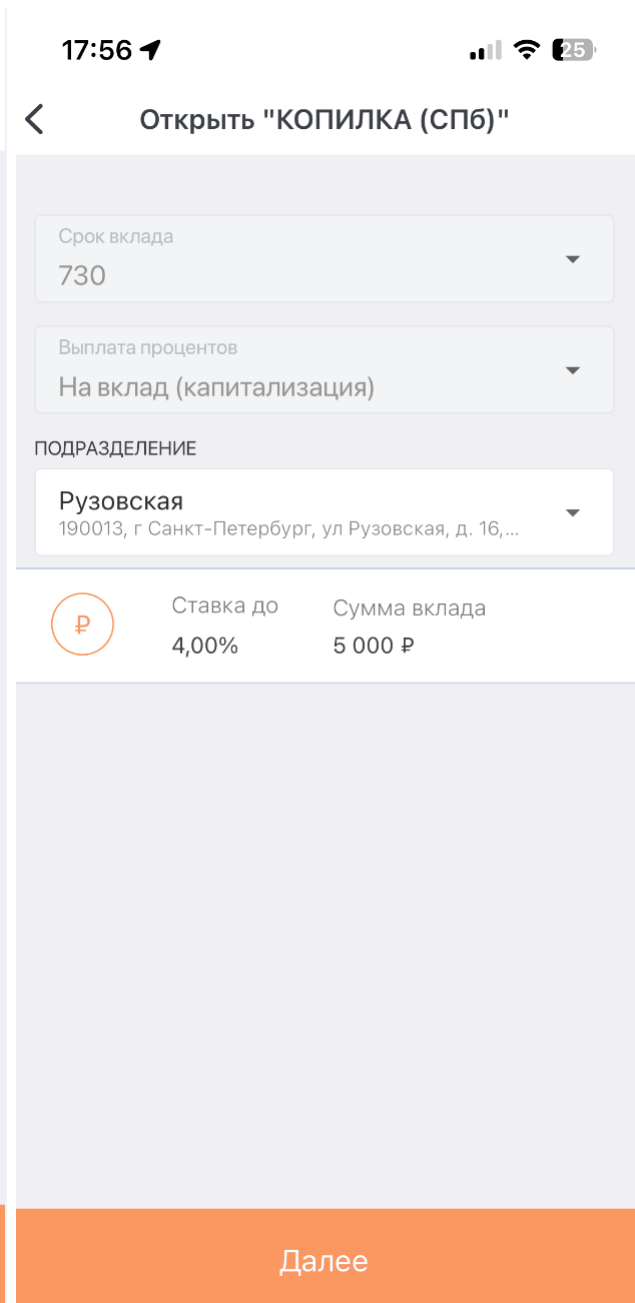 17:56
25
Открыть "КОПИЛКА (СПб)"
Срок вклада
730
Выплата процентов
На вклад (капитализация)
ПОДРАЗДЕЛЕНИЕ
Рузовская
190013, г Санкт-Петербург, ул Рузовская, д. 16,...
₽
Ставка до
Сумма вклада
4,00%
5 000 ₽
Далее